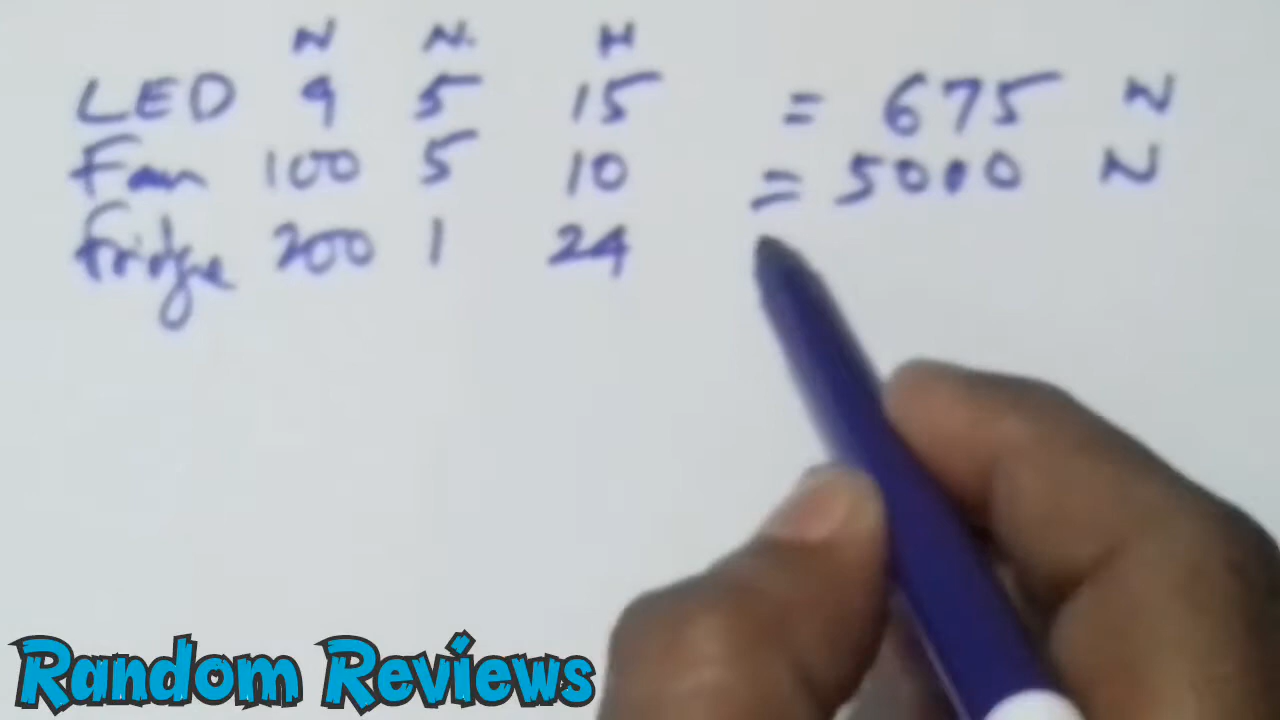 N N. H
LED 9 5 15 = 675 N
Fan 100 5 10 = 5000 N
Fridge 200 1 24
Random Reviews